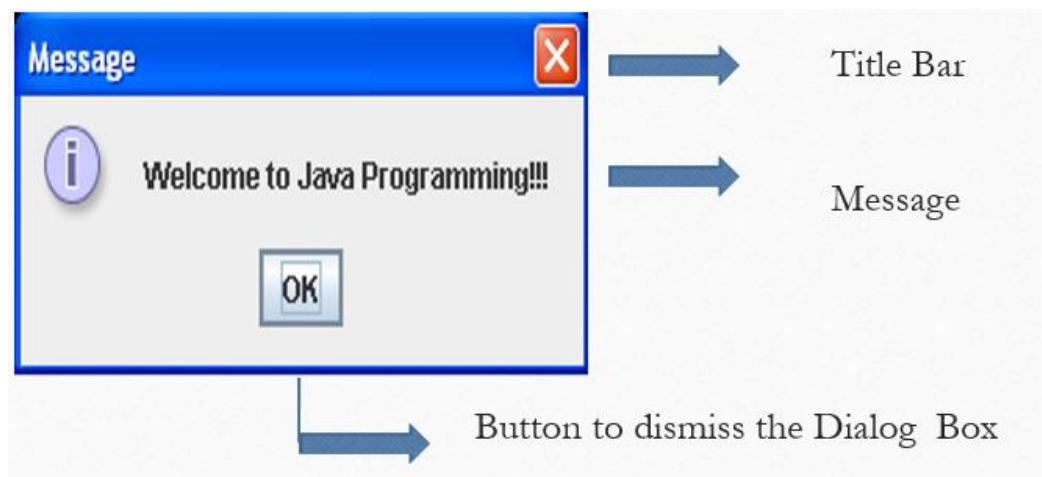 Message
Title Bar
i
Welcome to Java Programming!!!
Message
OK
Button to dismiss the Dialog Box